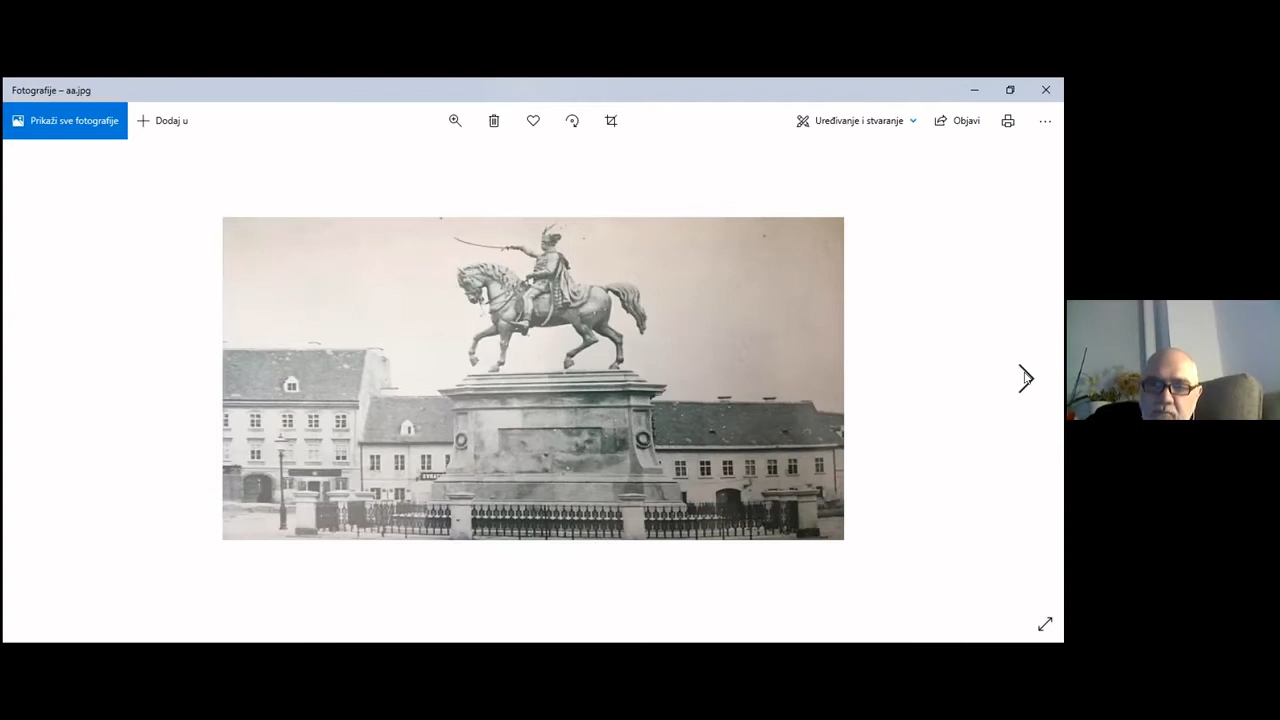 Fotografije – aa.jpg
Prikaži sve fotografije
Dodaj u
Uređivanje i stvaranje
Objavi